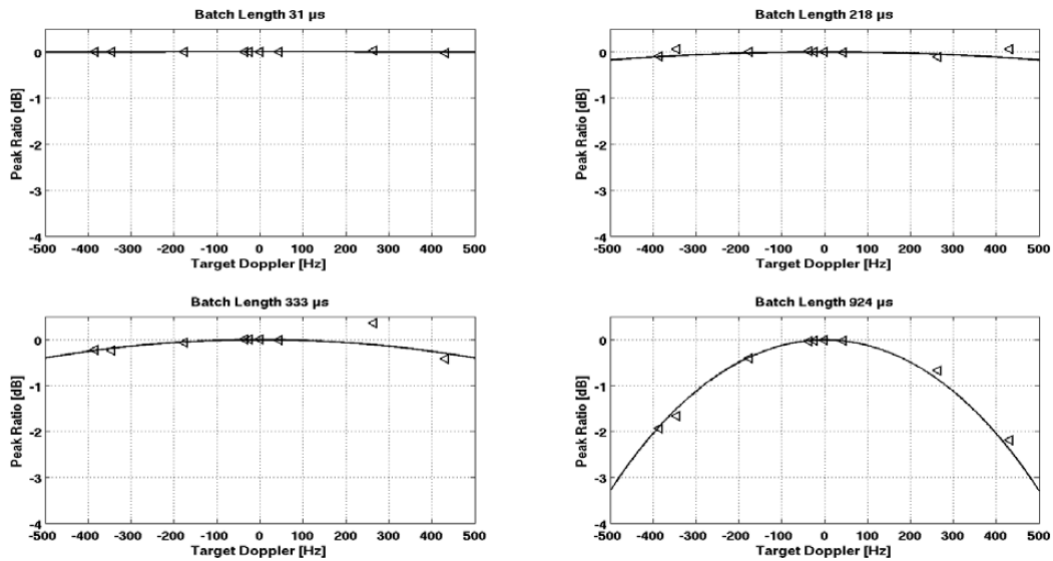 Batch Length 31 µs
Peak Ratio [dB]
0
-1
-2
-3
-4
-500 -400 -300 -200 -100 0 100 200 300 400 500
Target Doppler [Hz]
Batch Length 218 µs
Peak Ratio [dB]
0
-1
-2
-3
-4
-500 -400 -300 -200 -100 0 100 200 300 400 500
Target Doppler [Hz]
Batch Length 333 µs
Peak Ratio [dB]
0
-1
-2
-3
-4
-500 -400 -300 -200 -100 0 100 200 300 400 500
Target Doppler [Hz]
Batch Length 924 µs
Peak Ratio [dB]
0
-1
-2
-3
-4
-500 -400 -300 -200 -100 0 100 200 300 400 500
Target Doppler [Hz]